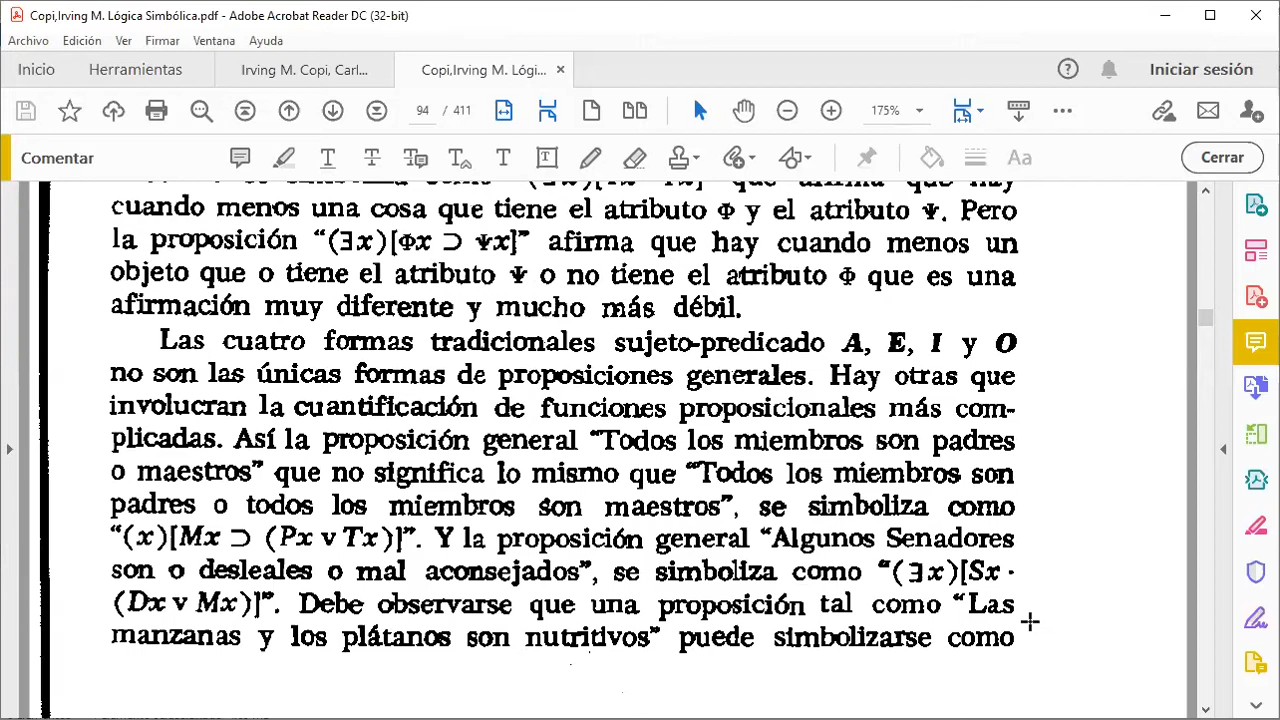 Copi,Irving M. Lógica Simbólica.pdf - Adobe Acrobat Reader DC (32-bit)
Archivo Edición Ver Firmar Ventana Ayuda
Inicio Herramientas Irving M. Copi, Carl... Copi,Irving M. Lógi... ×
Iniciar sesión
94 / 411 175%
Comentar Cerrar
cuando menos una cosa que tiene el atributo Φ y el atributo Ψ. Pero
la proposición “(∃x)[Φx ⊃ Ψx]” afirma que hay cuando menos un
objeto que o tiene el atributo Ψ o no tiene el atributo Φ que es una
afirmación muy diferente y mucho más débil.
Las cuatro formas tradicionales sujeto-predicado A, E, I y O
no son las únicas formas de proposiciones generales. Hay otras que
involucran la cuantificación de funciones proposicionales más com-
plicadas. Así la proposición general “Todos los miembros son padres
o maestros” que no significa lo mismo que “Todos los miembros son
padres o todos los miembros son maestros”, se simboliza como
“(x)[Mx ⊃ (Px v Tx)]”. Y la proposición general “Algunos Senadores
son o desleales o mal aconsejados”, se simboliza como “(∃x)[Sx ·
(Dx v Mx)]”. Debe observarse que una proposición tal como “Las
manzanas y los plátanos son nutritivos” puede simbolizarse como